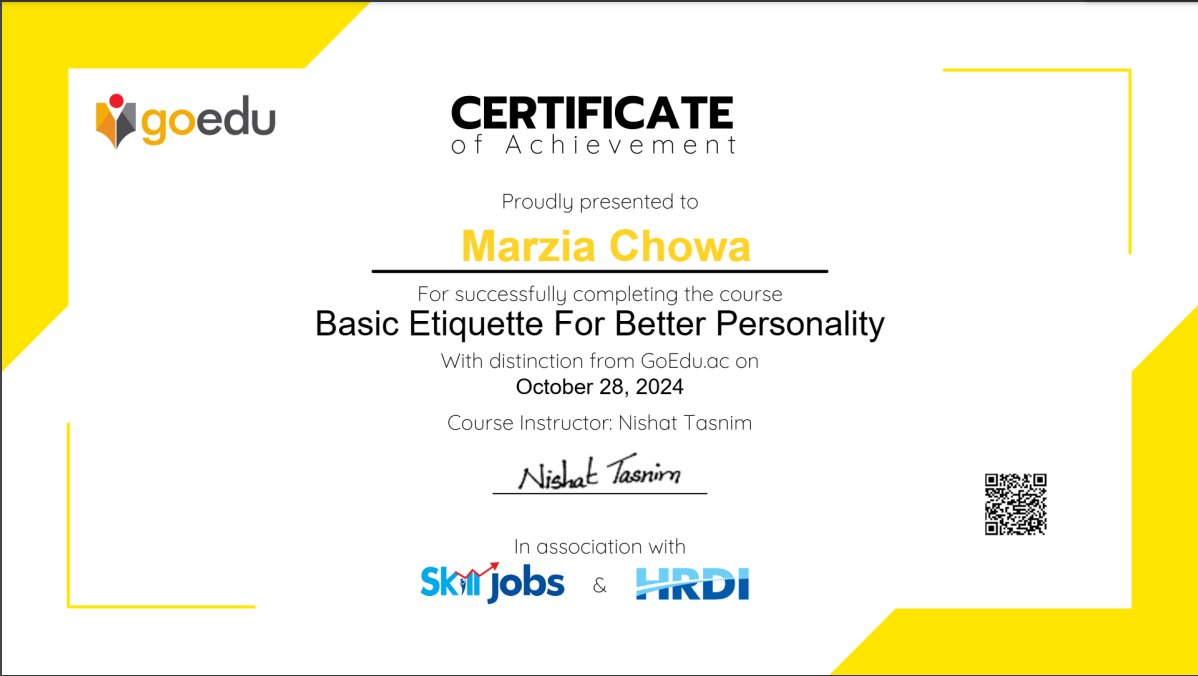 goedu
CERTIFICATE
of Achievement
Proudly presented to
Marzia Chowa
For successfully completing the course
Basic Etiquette For Better Personality
With distinction from GoEdu.ac on
October 28, 2024
Course Instructor: Nishat Tasnim
Nishat Tasnim
In association with
Skill jobs & HRDI